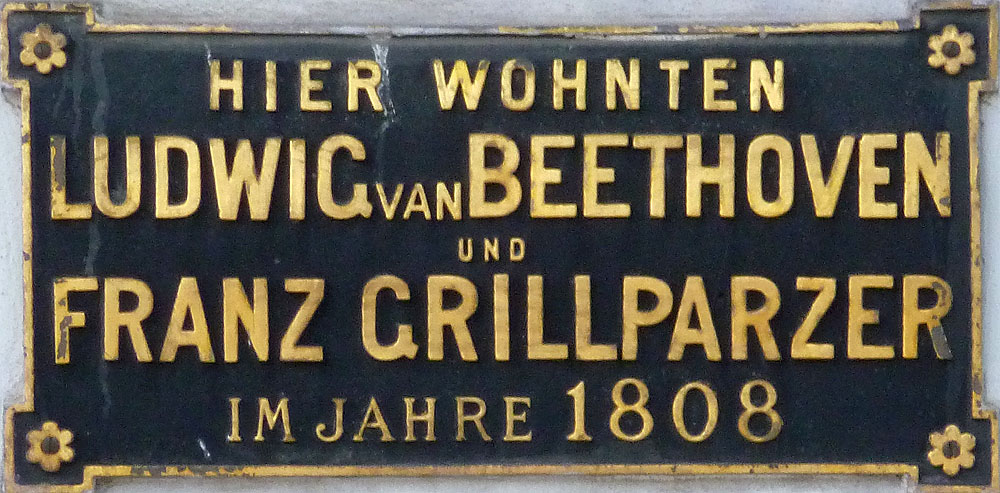 HIER WOHNTEN
LUDWIG VAN BEETHOVEN
UND
FRANZ GRILLPARZER
IM JAHRE 1808